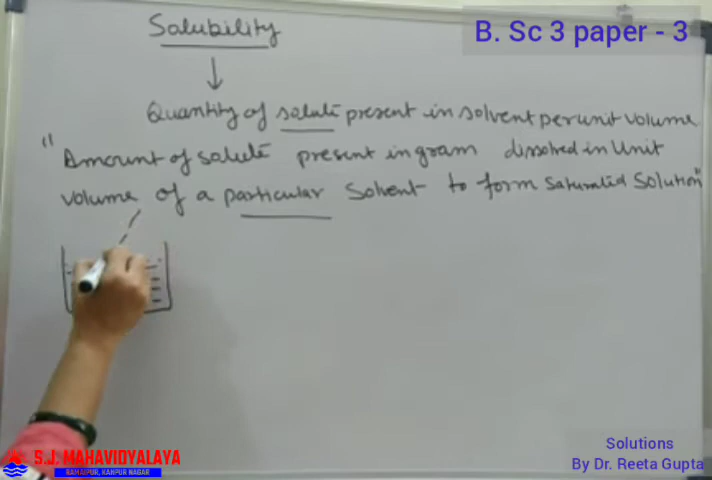 Solubility
B. Sc 3 paper - 3
Quantity of solute present in solvent per unit volume
"Amount of solute present in gram dissolved in Unit
volume of a particular solvent to form saturated solution"
S.J. MAHAVIDYALAYA
RAMAIPUR, KANPUR NAGAR
Solutions
By Dr. Reeta Gupta